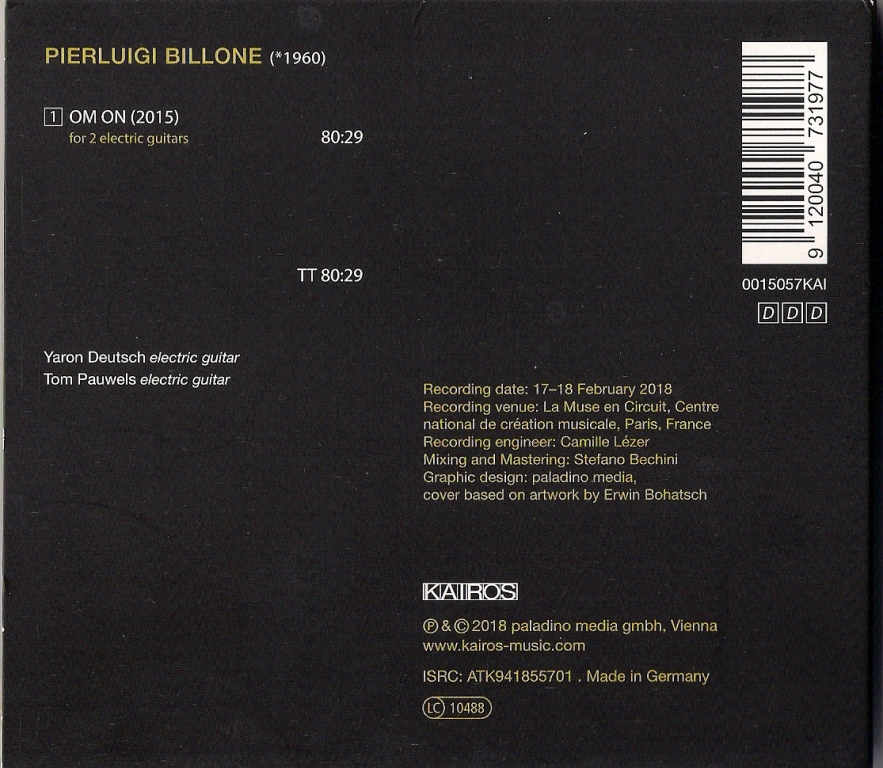 PIERLUIGI BILLONE (*1960)
1 OM ON (2015)
for 2 electric guitars 80:29
TT 80:29
Yaron Deutsch electric guitar
Tom Pauwels electric guitar
9 120040 731977
0015057KAI
D D D
Recording date: 17–18 February 2018
Recording venue: La Muse en Circuit, Centre
national de création musicale, Paris, France
Recording engineer: Camille Lézer
Mixing and Mastering: Stefano Bechini
Graphic design: paladino media,
cover based on artwork by Erwin Bohatsch
KAIROS
Ⓟ & © 2018 paladino media gmbh, Vienna
www.kairos-music.com
ISRC: ATK941855701 . Made in Germany
LC 10488